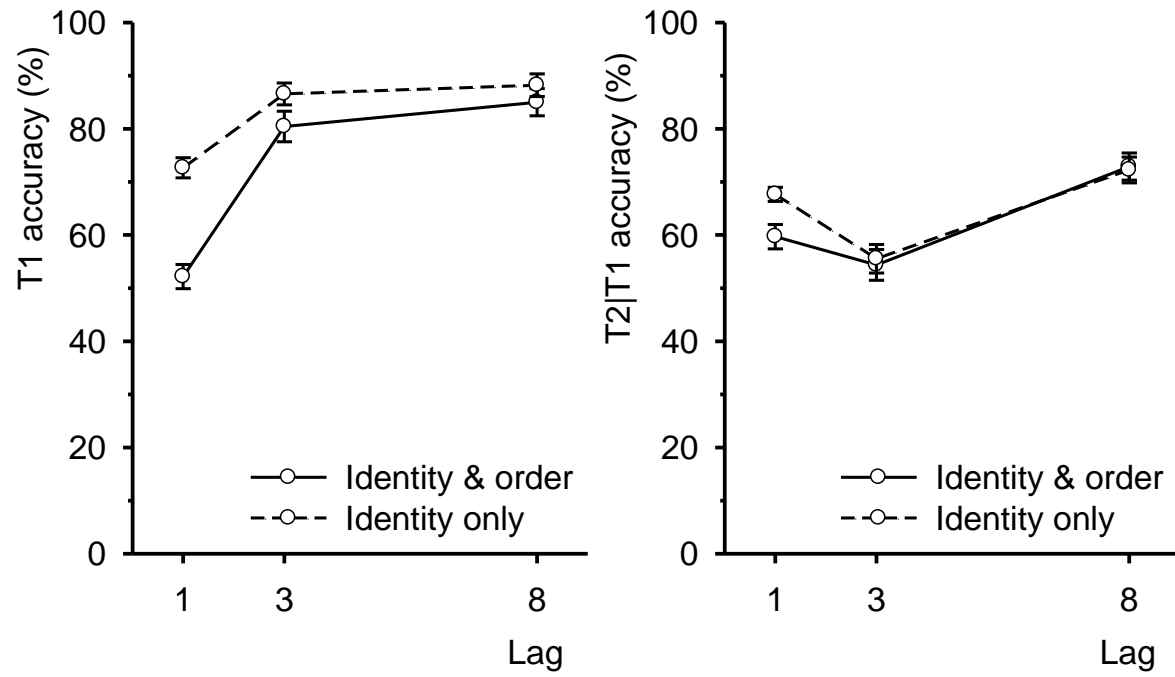 T1 accuracy (%)
100
80
60
40
20
0
Identity & order
Identity only
1 3 8
Lag
T2|T1 accuracy (%)
100
80
60
40
20
0
Identity & order
Identity only
1 3 8
Lag